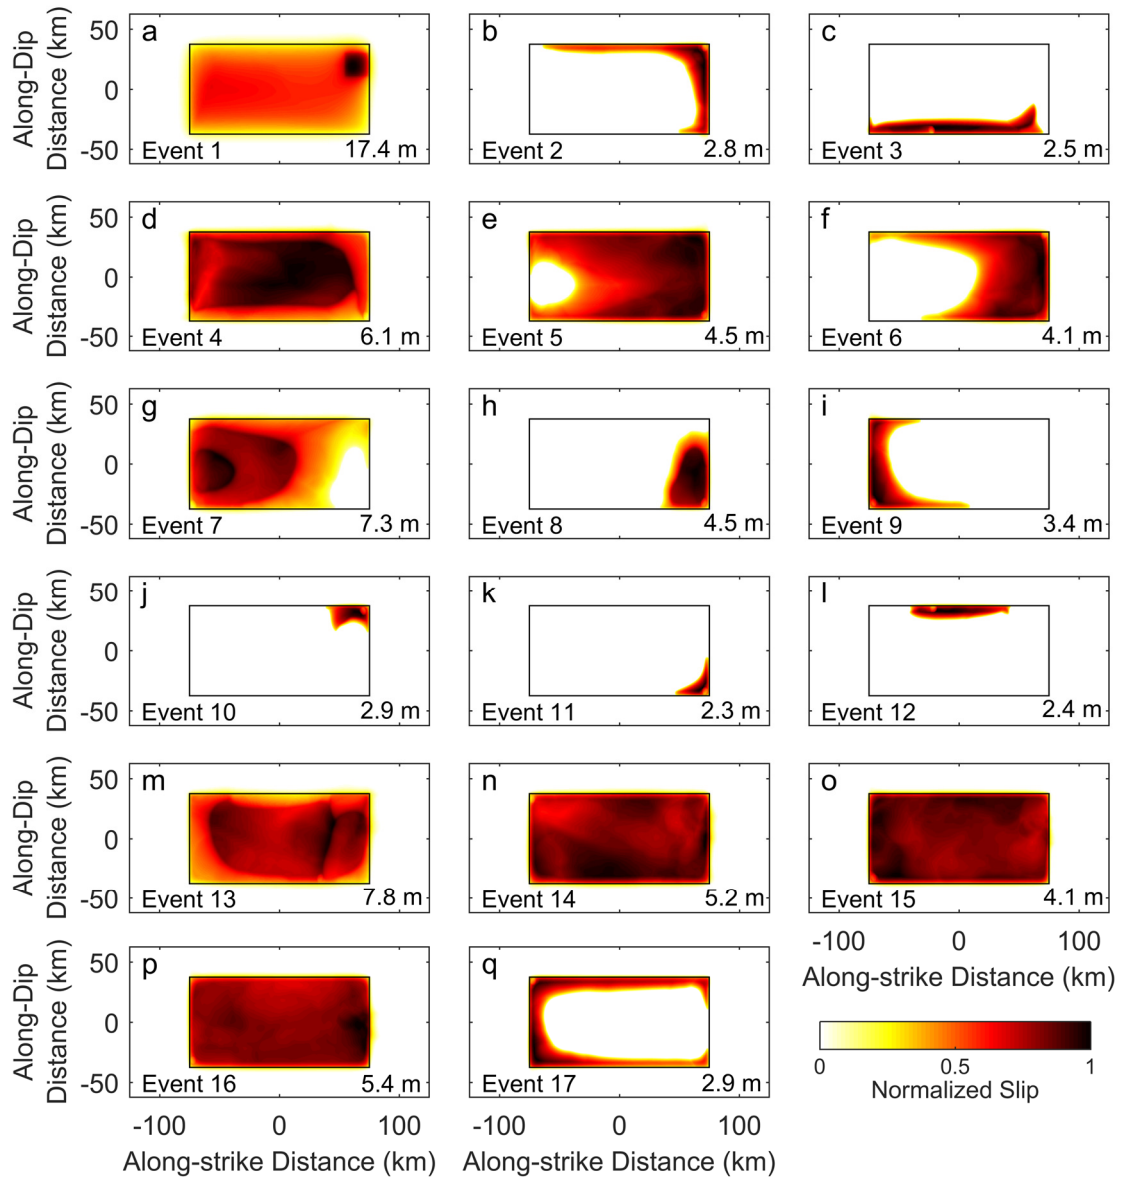 Along-Dip
Distance (km)
50
0
-50
a
Event 1
17.4 m
b
Event 2
2.8 m
c
Event 3
2.5 m
Along-Dip
Distance (km)
50
0
-50
d
Event 4
6.1 m
e
Event 5
4.5 m
f
Event 6
4.1 m
Along-Dip
Distance (km)
50
0
-50
g
Event 7
7.3 m
h
Event 8
4.5 m
i
Event 9
3.4 m
Along-Dip
Distance (km)
50
0
-50
j
Event 10
2.9 m
k
Event 11
2.3 m
l
Event 12
2.4 m
Along-Dip
Distance (km)
50
0
-50
m
Event 13
7.8 m
n
Event 14
5.2 m
o
Event 15
4.1 m
-100 0 100
Along-strike Distance (km)
Along-Dip
Distance (km)
50
0
-50
p
Event 16
5.4 m
q
Event 17
2.9 m
-100 0 100
Along-strike Distance (km)
-100 0 100
Along-strike Distance (km)
0 0.5 1
Normalized Slip